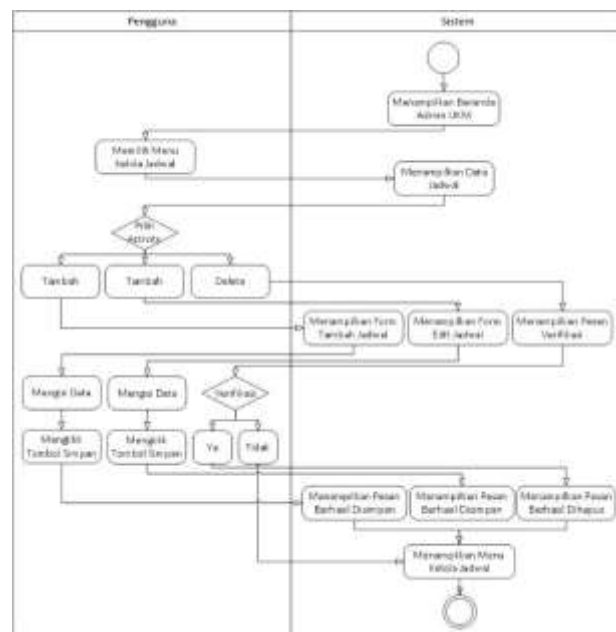 Pengguna
Sistem
Menampilkan Beranda
Admin UKM
Memilih Menu
Kelola Jadwal
Menampilkan Data
Jadwal
Pilih
Activity
Tambah
Tambah
Delete
Menampilkan Form
Tambah Jadwal
Menampilkan Form
Edit Jadwal
Menampilkan Pesan
Verifikasi
Mengisi Data
Mengisi Data
Verifikasi
Mengklik
Tombol Simpan
Mengklik
Tombol Simpan
Ya
Tidak
Menampilkan Pesan
Berhasil Disimpan
Menampilkan Pesan
Berhasil Disimpan
Menampilkan Pesan
Berhasil Dihapus
Menampilkan Menu
Kelola Jadwal